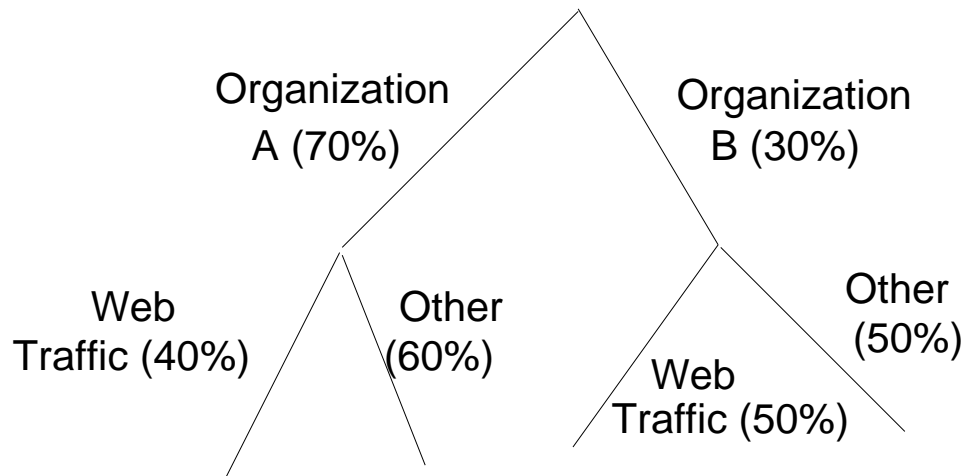 Organization
A (70%)
Organization
B (30%)
Web
Traffic (40%)
Other
(60%)
Web
Traffic (50%)
Other
(50%)